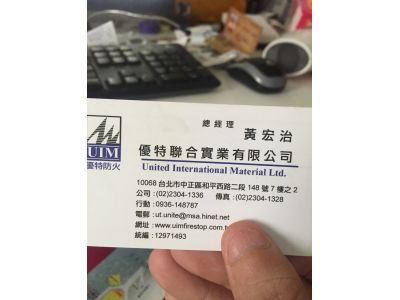 總經理 黃宏治
UIM
優特防火
優特聯合實業有限公司
United International Material Ltd.
10068 台北市中正區和平西路二段 148 號 7 樓之 2
公司:(02)2304-1336 傳真:(02)2304-1328
行動:0936-148787
電郵:ut.unite@msa.hinet.net
網址:www.uimfirestop.com.t
統編:12971493